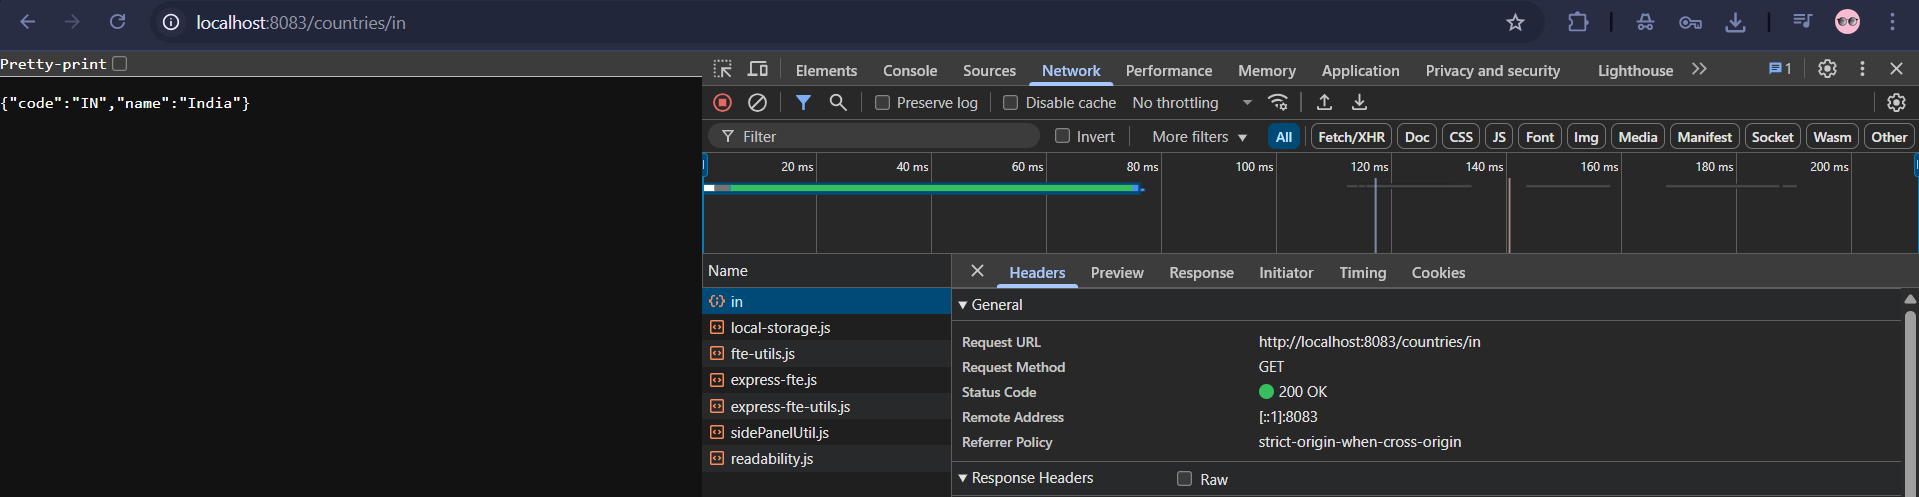 localhost:8083/countries/in
Pretty-print
{"code":"IN","name":"India"}
Elements Console Sources Network Performance Memory Application Privacy and security Lighthouse 1
Preserve log Disable cache No throttling
Filter Invert More filters All Fetch/XHR Doc CSS JS Font Img Media Manifest Socket Wasm Other
20 ms 40 ms 60 ms 80 ms 100 ms 120 ms 140 ms 160 ms 180 ms 200 ms
Name
in
local-storage.js
fte-utils.js
express-fte.js
express-fte-utils.js
sidePanelUtil.js
readability.js
Headers Preview Response Initiator Timing Cookies
General
Request URL http://localhost:8083/countries/in
Request Method GET
Status Code 200 OK
Remote Address [::1]:8083
Referrer Policy strict-origin-when-cross-origin
Response Headers Raw